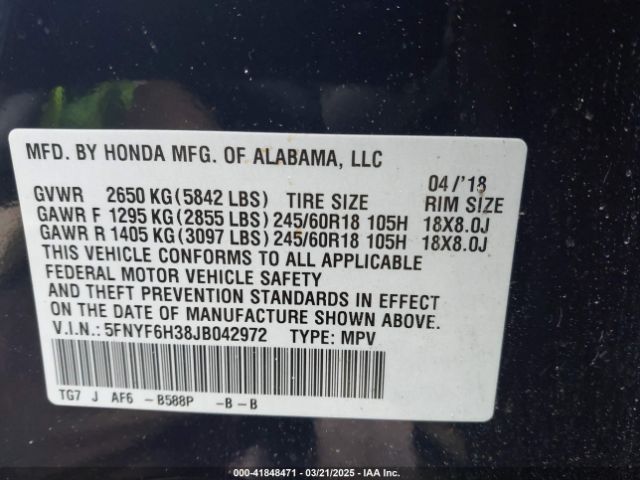 MFD. BY HONDA MFG. OF ALABAMA, LLC
04/'18
GVWR 2650 KG (5842 LBS) TIRE SIZE RIM SIZE
GAWR F 1295 KG (2855 LBS) 245/60R18 105H 18X8.0J
GAWR R 1405 KG (3097 LBS) 245/60R18 105H 18X8.0J
THIS VEHICLE CONFORMS TO ALL APPLICABLE
FEDERAL MOTOR VEHICLE SAFETY
AND THEFT PREVENTION STANDARDS IN EFFECT
ON THE DATE OF MANUFACTURE SHOWN ABOVE.
V.I.N.: 5FNYF6H38JB042972 TYPE: MPV
TG7 J AF6 -B588P -B-B
000-41848471 — 03/21/2025 — IAA Inc.